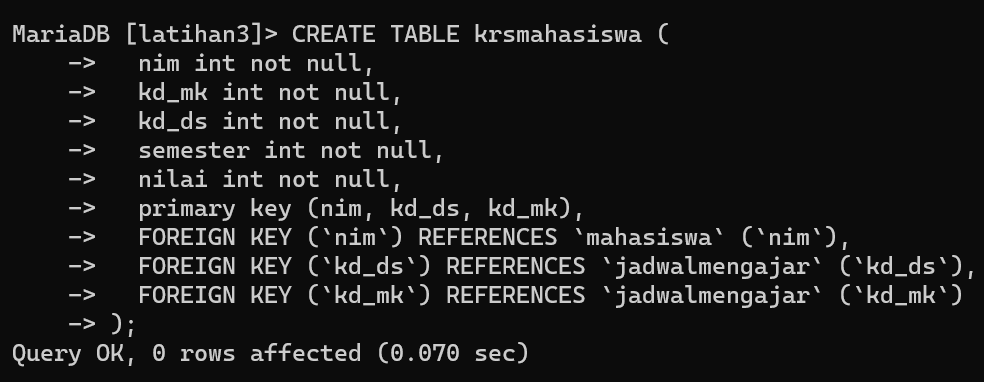 MariaDB [latihan3]> CREATE TABLE krsmahasiswa (
    ->   nim int not null,
    ->   kd_mk int not null,
    ->   kd_ds int not null,
    ->   semester int not null,
    ->   nilai int not null,
    ->   primary key (nim, kd_ds, kd_mk),
    ->   FOREIGN KEY (`nim`) REFERENCES `mahasiswa` (`nim`),
    ->   FOREIGN KEY (`kd_ds`) REFERENCES `jadwalmengajar` (`kd_ds`),
    ->   FOREIGN KEY (`kd_mk`) REFERENCES `jadwalmengajar` (`kd_mk`)
    -> );
Query OK, 0 rows affected (0.070 sec)